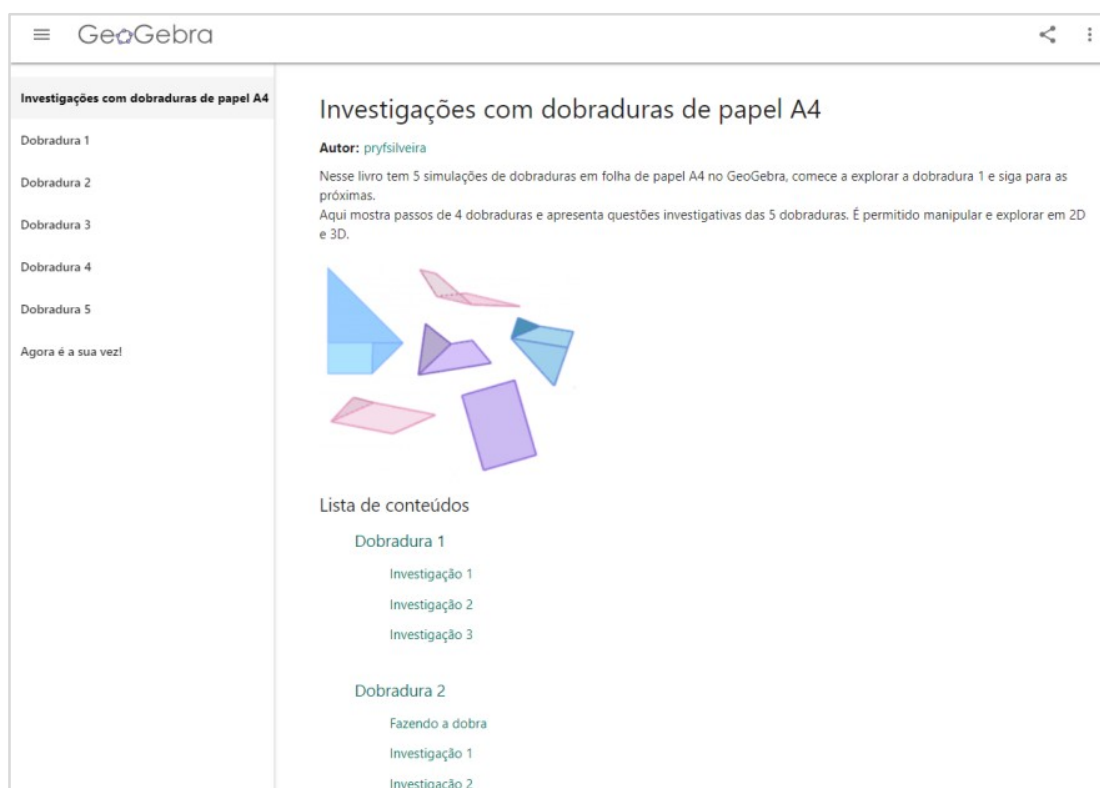 GeoGebra
Investigações com dobraduras de papel A4
Dobradura 1
Dobradura 2
Dobradura 3
Dobradura 4
Dobradura 5
Agora é a sua vez!
Investigações com dobraduras de papel A4
Autor: pryfsilveira
Nesse livro tem 5 simulações de dobraduras em folha de papel A4 no GeoGebra, comece a explorar a dobradura 1 e siga para as
próximas.
Aqui mostra passos de 4 dobraduras e apresenta questões investigativas das 5 dobraduras. É permitido manipular e explorar em 2D
e 3D.
Lista de conteúdos
Dobradura 1
Investigação 1
Investigação 2
Investigação 3
Dobradura 2
Fazendo a dobra
Investigação 1
Investigação 2